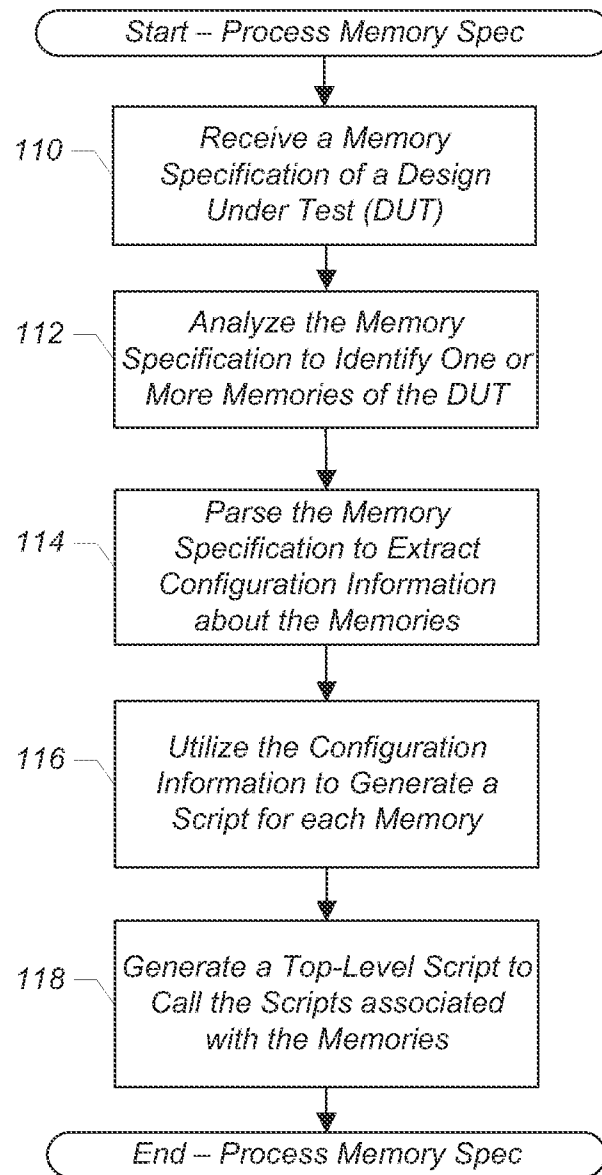 Start – Process Memory Spec
110
Receive a Memory
Specification of a Design
Under Test (DUT)
112
Analyze the Memory
Specification to Identify One or
More Memories of the DUT
114
Parse the Memory
Specification to Extract
Configuration Information
about the Memories
116
Utilize the Configuration
Information to Generate a
Script for each Memory
118
Generate a Top-Level Script to
Call the Scripts associated
with the Memories
End – Process Memory Spec